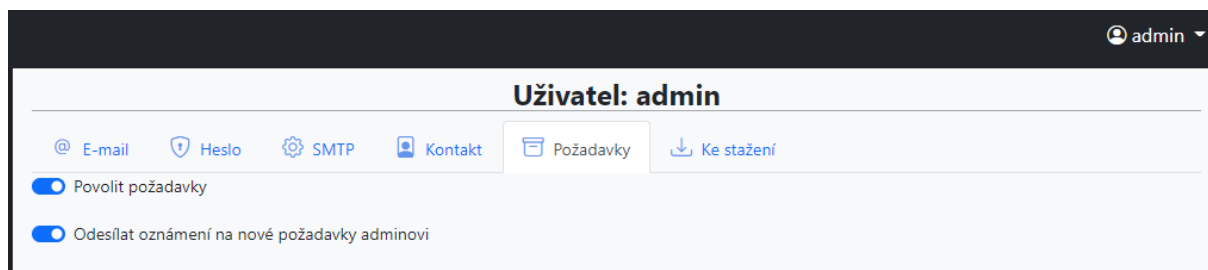 admin
Uživatel: admin
E-mail Heslo SMTP Kontakt Požadavky Ke stažení
Povolit požadavky
Odesílat oznámení na nové požadavky adminovi